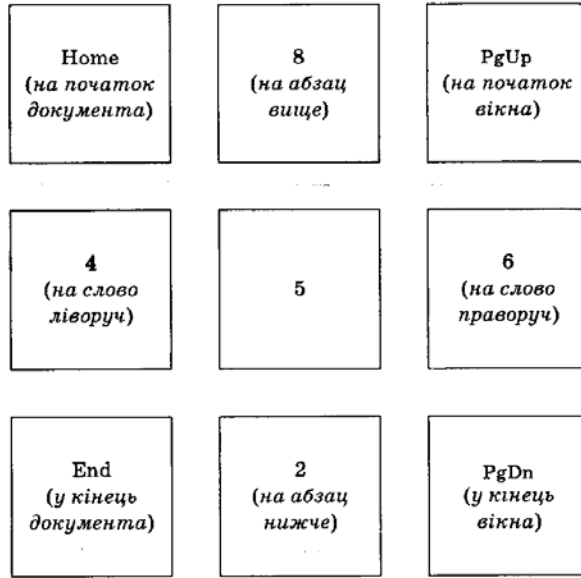 Home
(на початок
документа)
8
(на абзац
вище)
PgUp
(на початок
вікна)
4
(на слово
ліворуч)
5
6
(на слово
праворуч)
End
(у кінець
документа)
2
(на абзац
нижче)
PgDn
(у кінець
вікна)